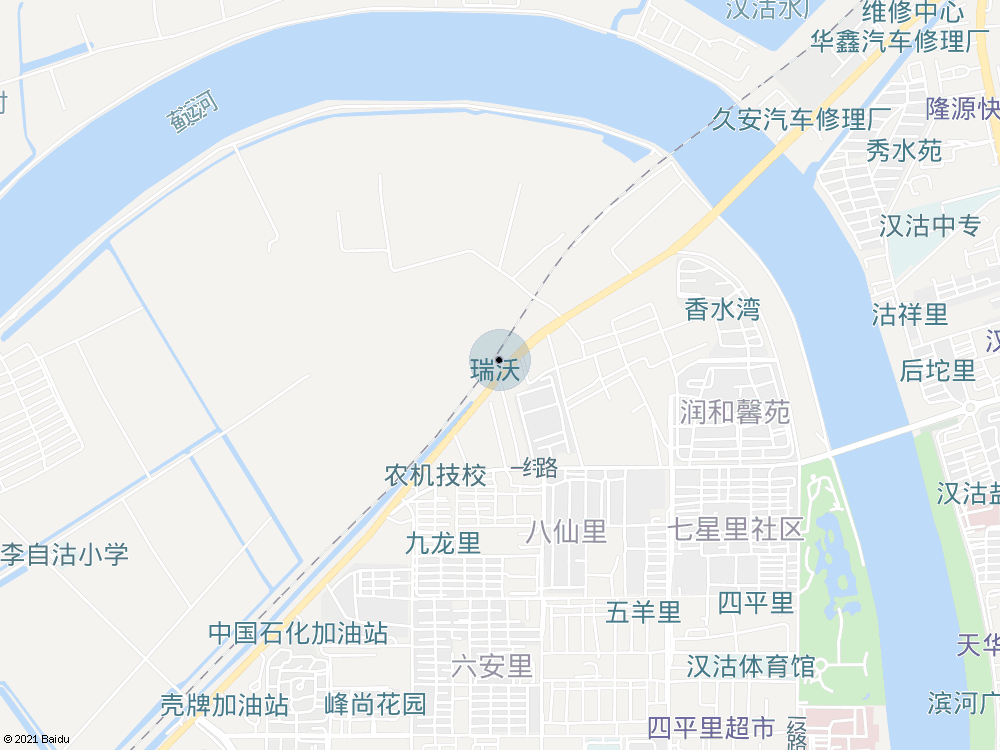 汉沽水厂
维修中心
华鑫汽车修理厂
村
蓟运河
久安汽车修理厂
隆源快
秀水苑
汉沽中专
香水湾
沽祥里
汉
瑞沃
后坨里
润和馨苑
农机技校
一纬路
汉沽盐
李自沽小学
九龙里
八仙里
七星里社区
五羊里
四平里
中国石化加油站
天华
六安里
汉沽体育馆
壳牌加油站
峰尚花园
滨河广
四平里超市
经路
© 2021 Baidu